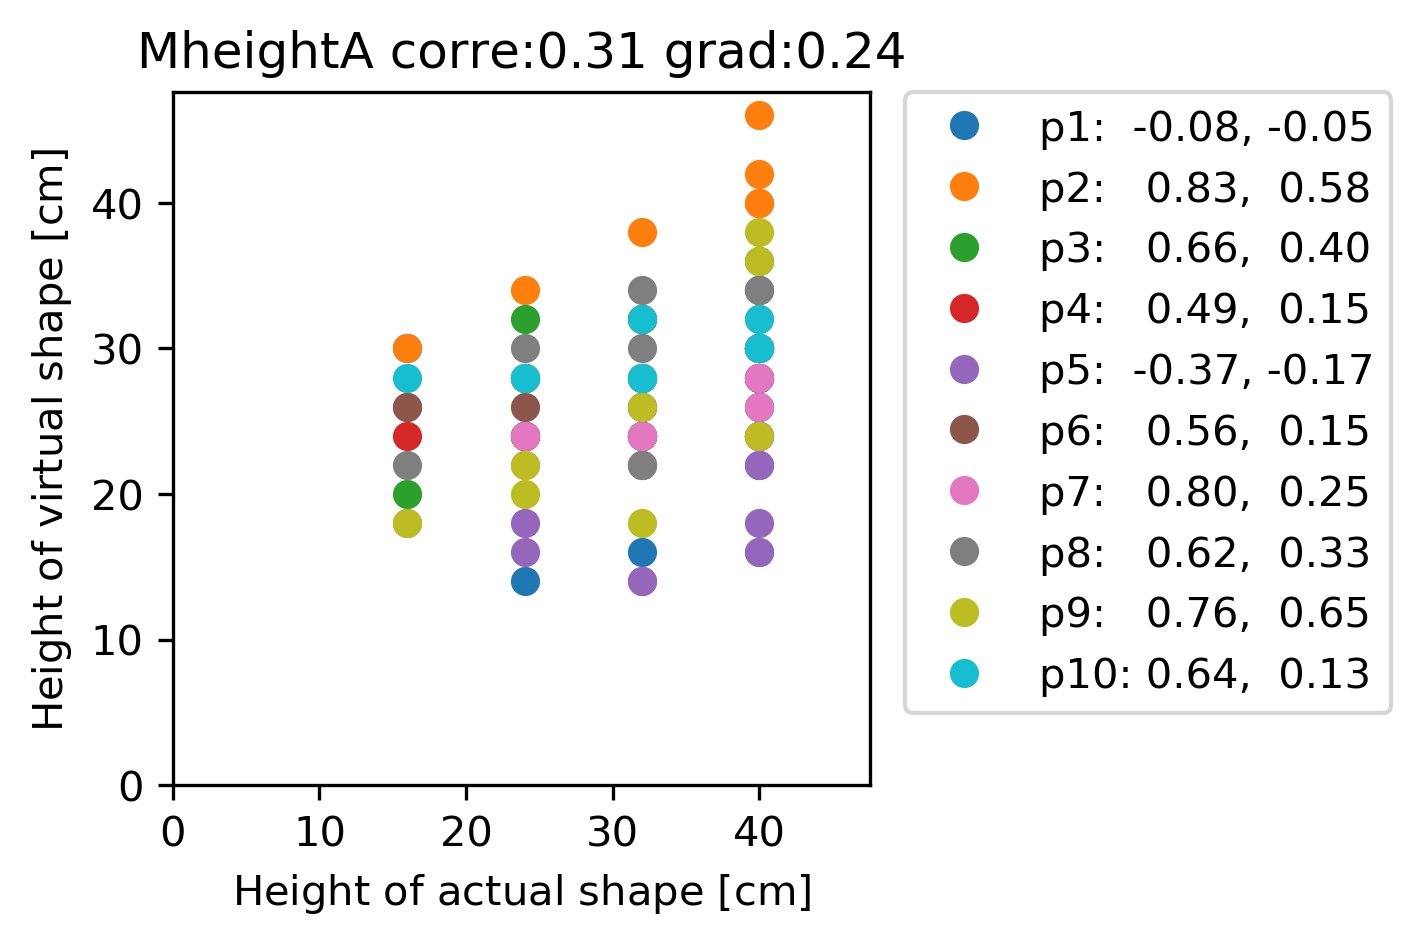 MheightA corre:0.31 grad:0.24
Height of virtual shape [cm]
40
30
20
10
0
0 10 20 30 40
Height of actual shape [cm]
p1: -0.08, -0.05
p2: 0.83, 0.58
p3: 0.66, 0.40
p4: 0.49, 0.15
p5: -0.37, -0.17
p6: 0.56, 0.15
p7: 0.80, 0.25
p8: 0.62, 0.33
p9: 0.76, 0.65
p10: 0.64, 0.13